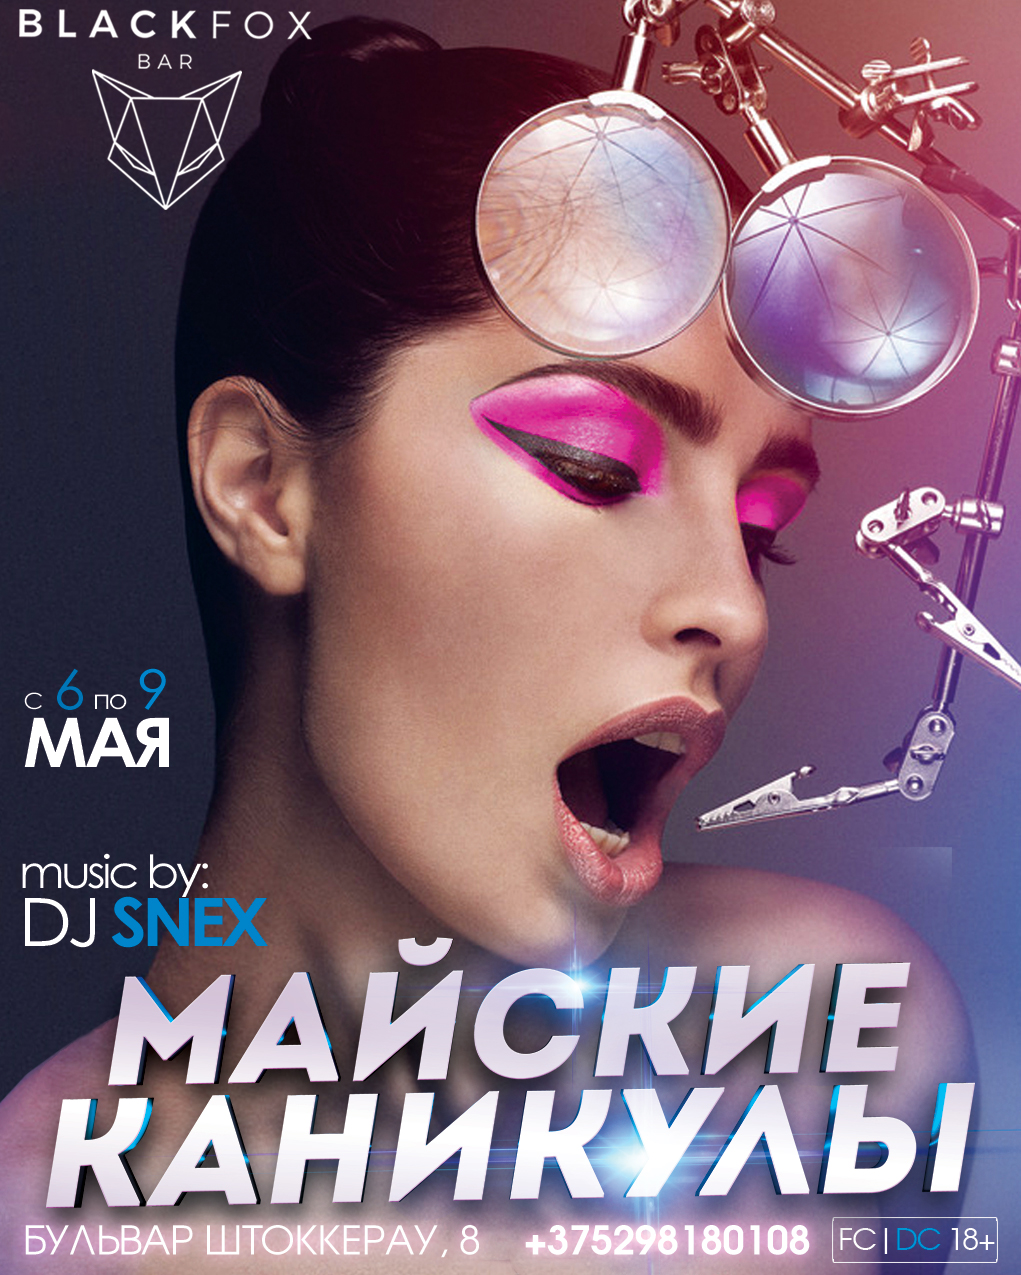 BLACKFOX
BAR
с 6 по 9
МАЯ
music by:
DJ SNEX
МАЙСКИЕ
КАНИКУЛЫ
БУЛЬВАР ШТОККЕРАУ, 8 +375298180108 FC|DC 18+